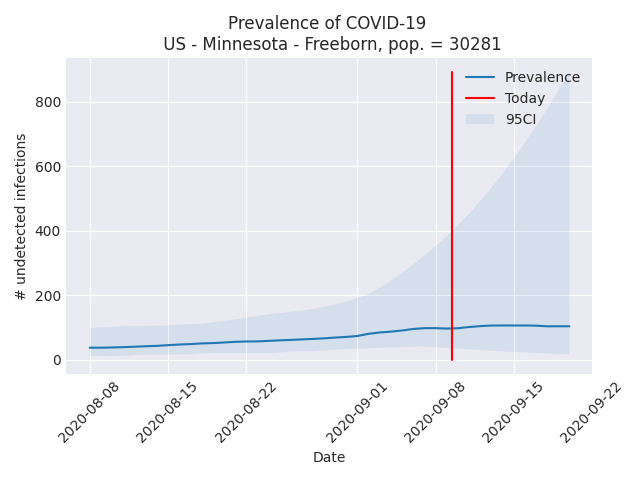 Prevalence of COVID-19
US - Minnesota - Freeborn, pop. = 30281
Prevalence
Today
95CI
800
600
400
200
0
# undetected infections
2020-08-08
2020-08-15
2020-08-22
2020-09-01
2020-09-08
2020-09-15
2020-09-22
Date